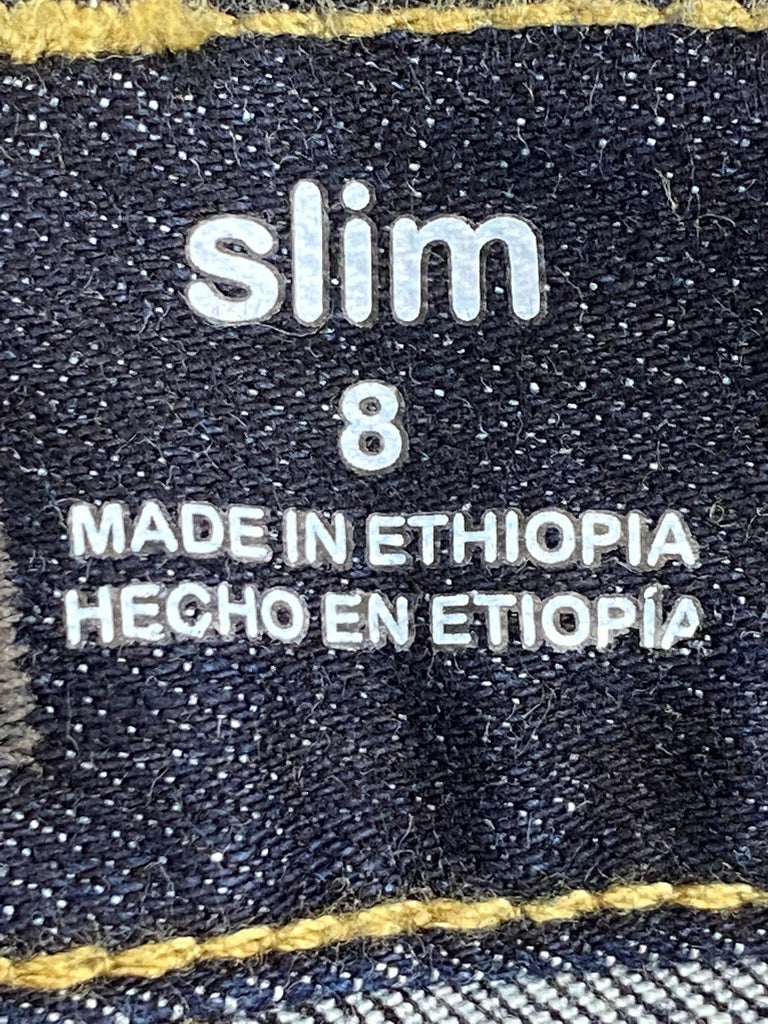 slim
8
MADE IN ETHIOPIA
HECHO EN ETIOPÍA